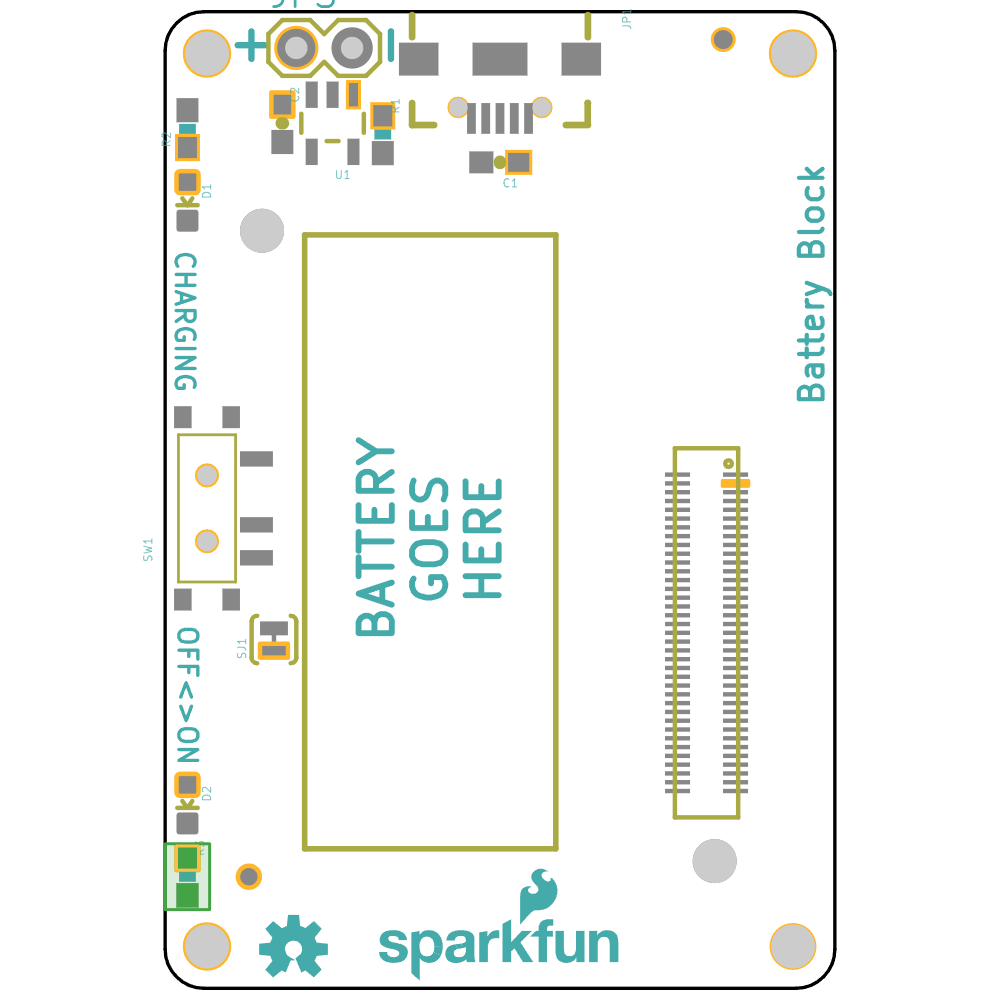 JP1
C2
R1
R2
U1
C1
D1
CHARGING
Battery Block
BATTERY
GOES
HERE
SW1
SJ1
OFF<>ON
D2
sparkfun